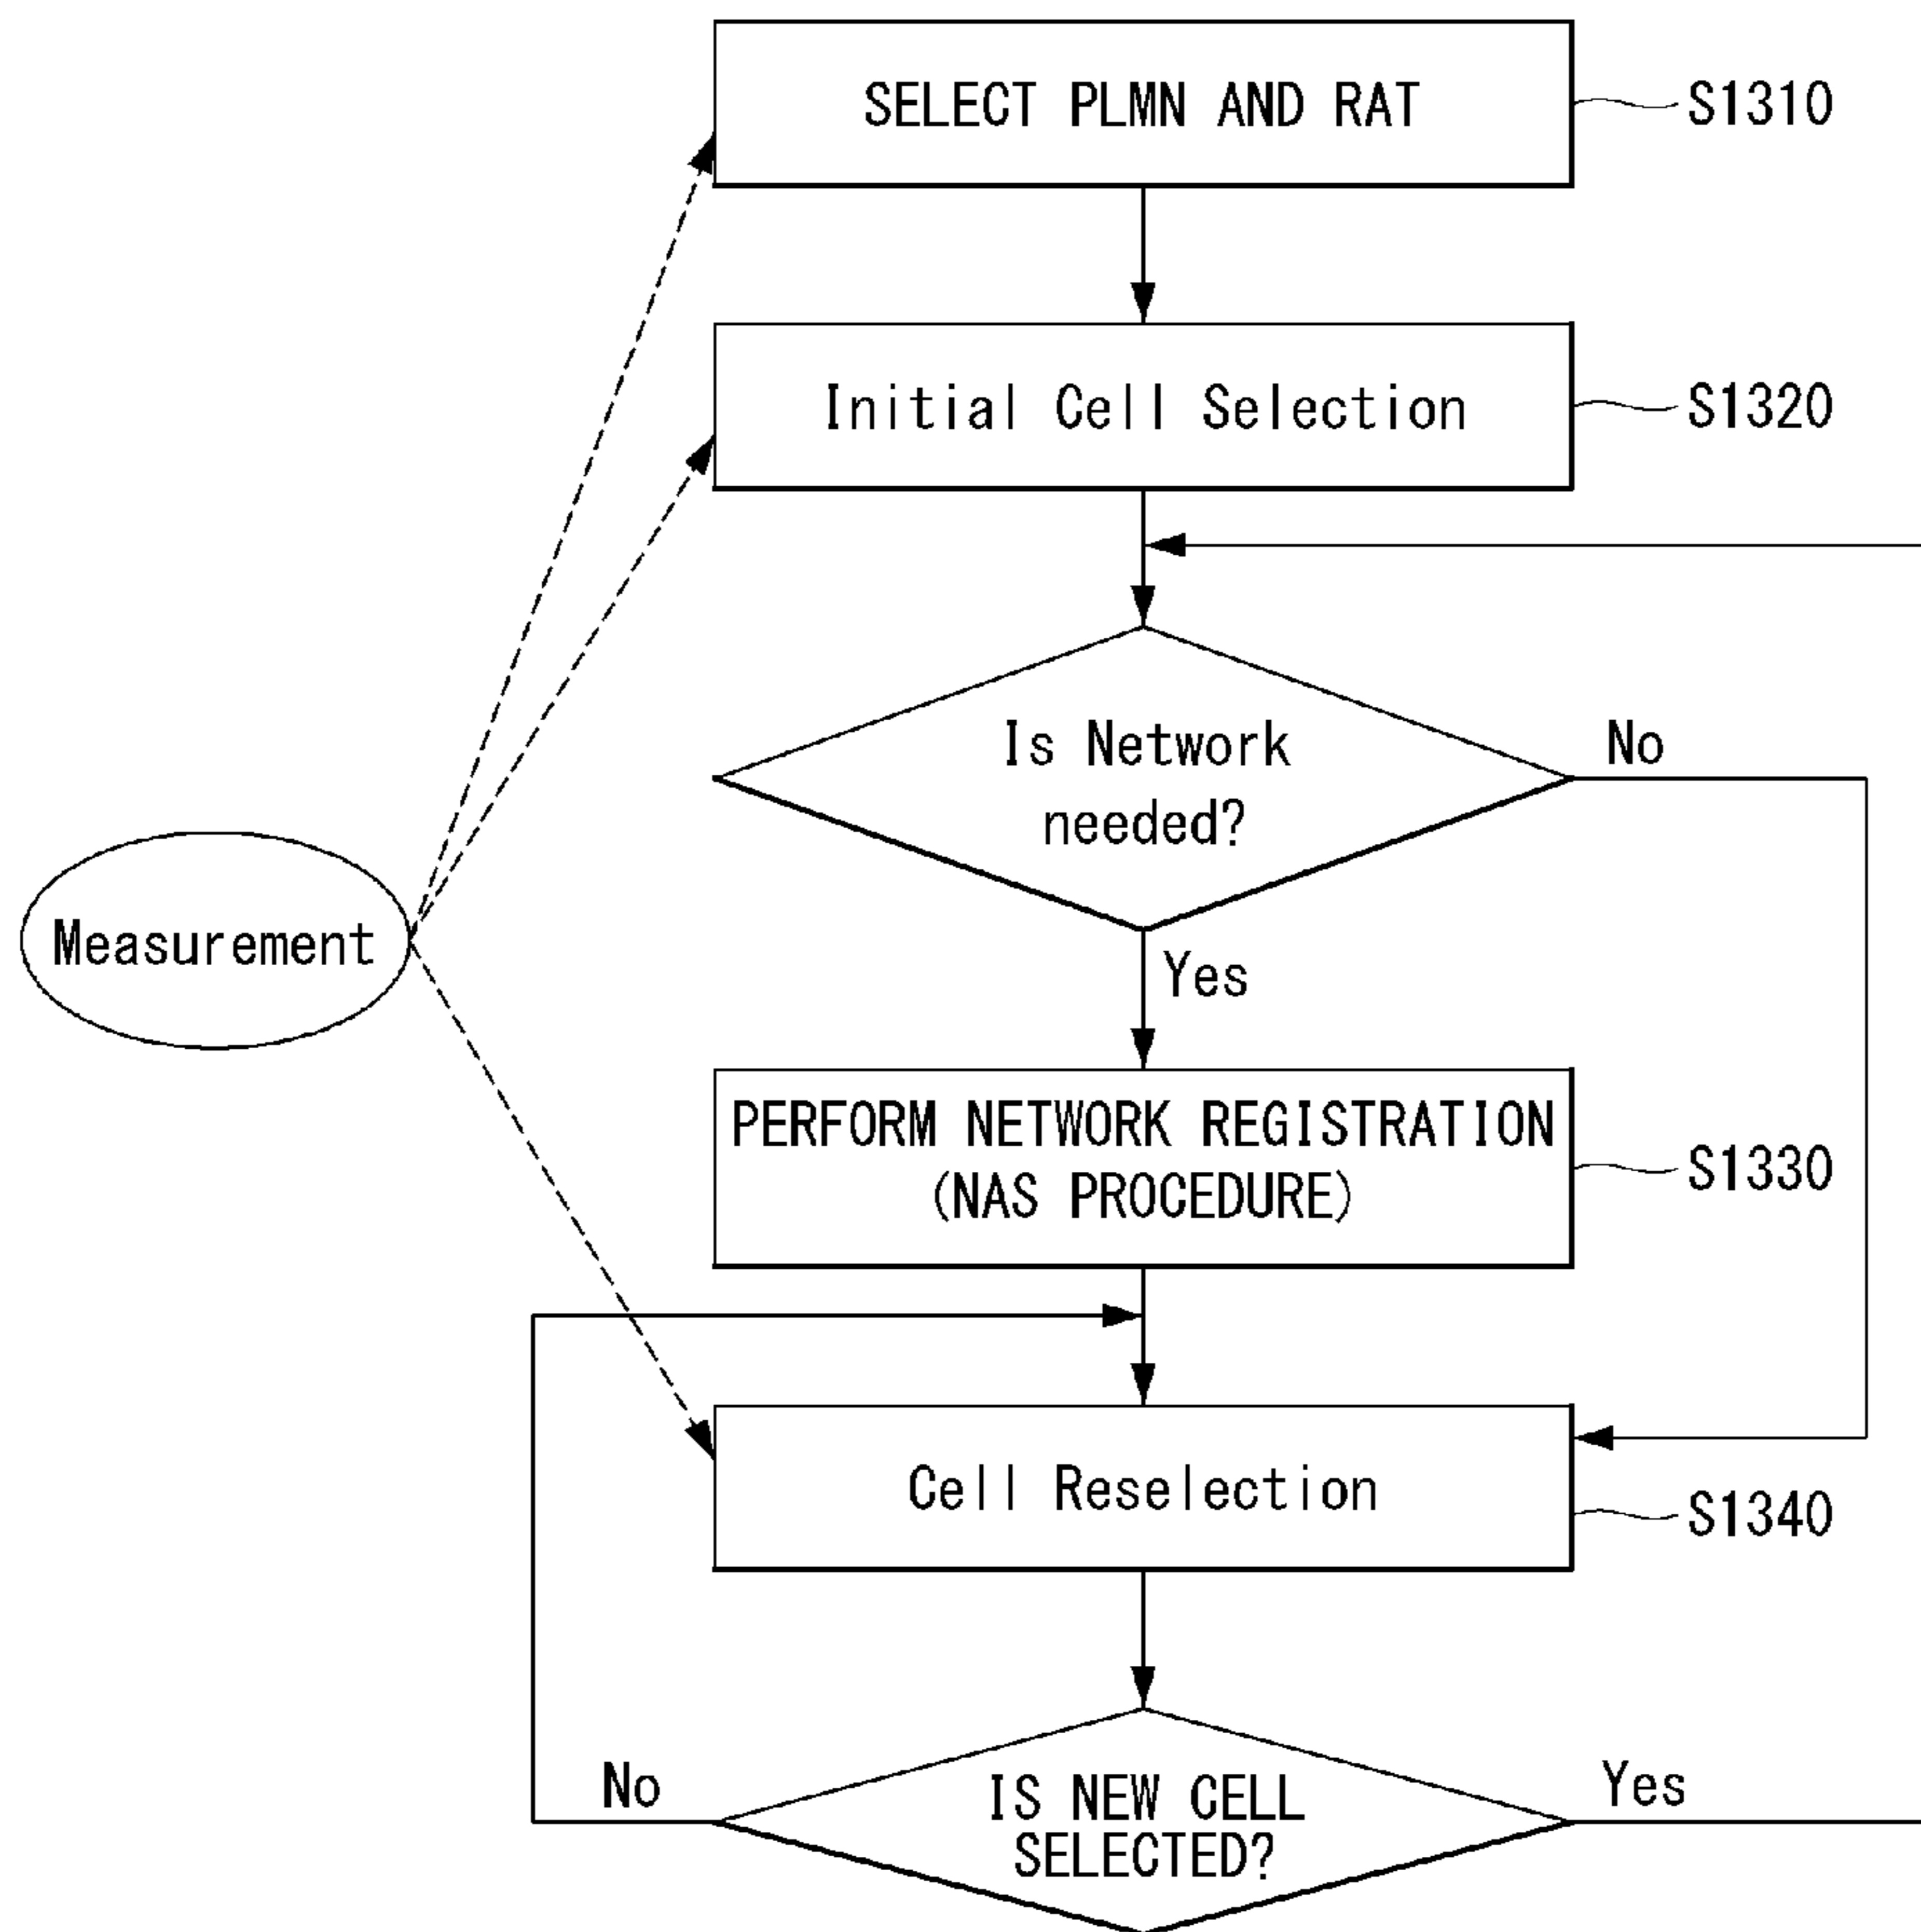 SELECT PLMN AND RAT
S1310
Initial Cell Selection
S1320
Is Network
needed?
No
Measurement
Yes
PERFORM NETWORK REGISTRATION
(NAS PROCEDURE)
S1330
Cell Reselection
S1340
No
IS NEW CELL
SELECTED?
Yes